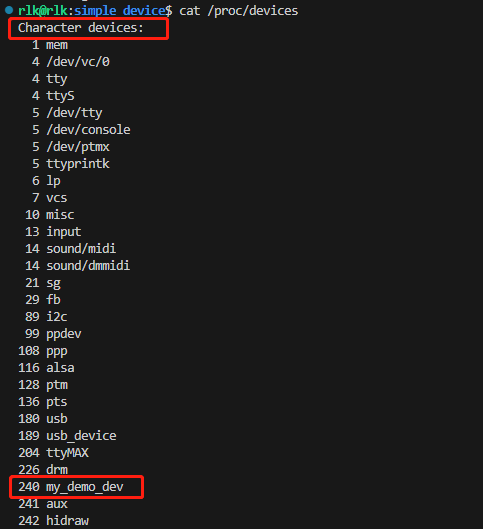 rlk@rlk:simple_device$ cat /proc/devices
Character devices:
1 mem
4 /dev/vc/0
4 tty
4 ttyS
5 /dev/tty
5 /dev/console
5 /dev/ptmx
5 ttyprintk
6 lp
7 vcs
10 misc
13 input
14 sound/midi
14 sound/dmmidi
21 sg
29 fb
89 i2c
99 ppdev
108 ppp
116 alsa
128 ptm
136 pts
180 usb
189 usb_device
204 ttyMAX
226 drm
240 my_demo_dev
241 aux
242 hidraw